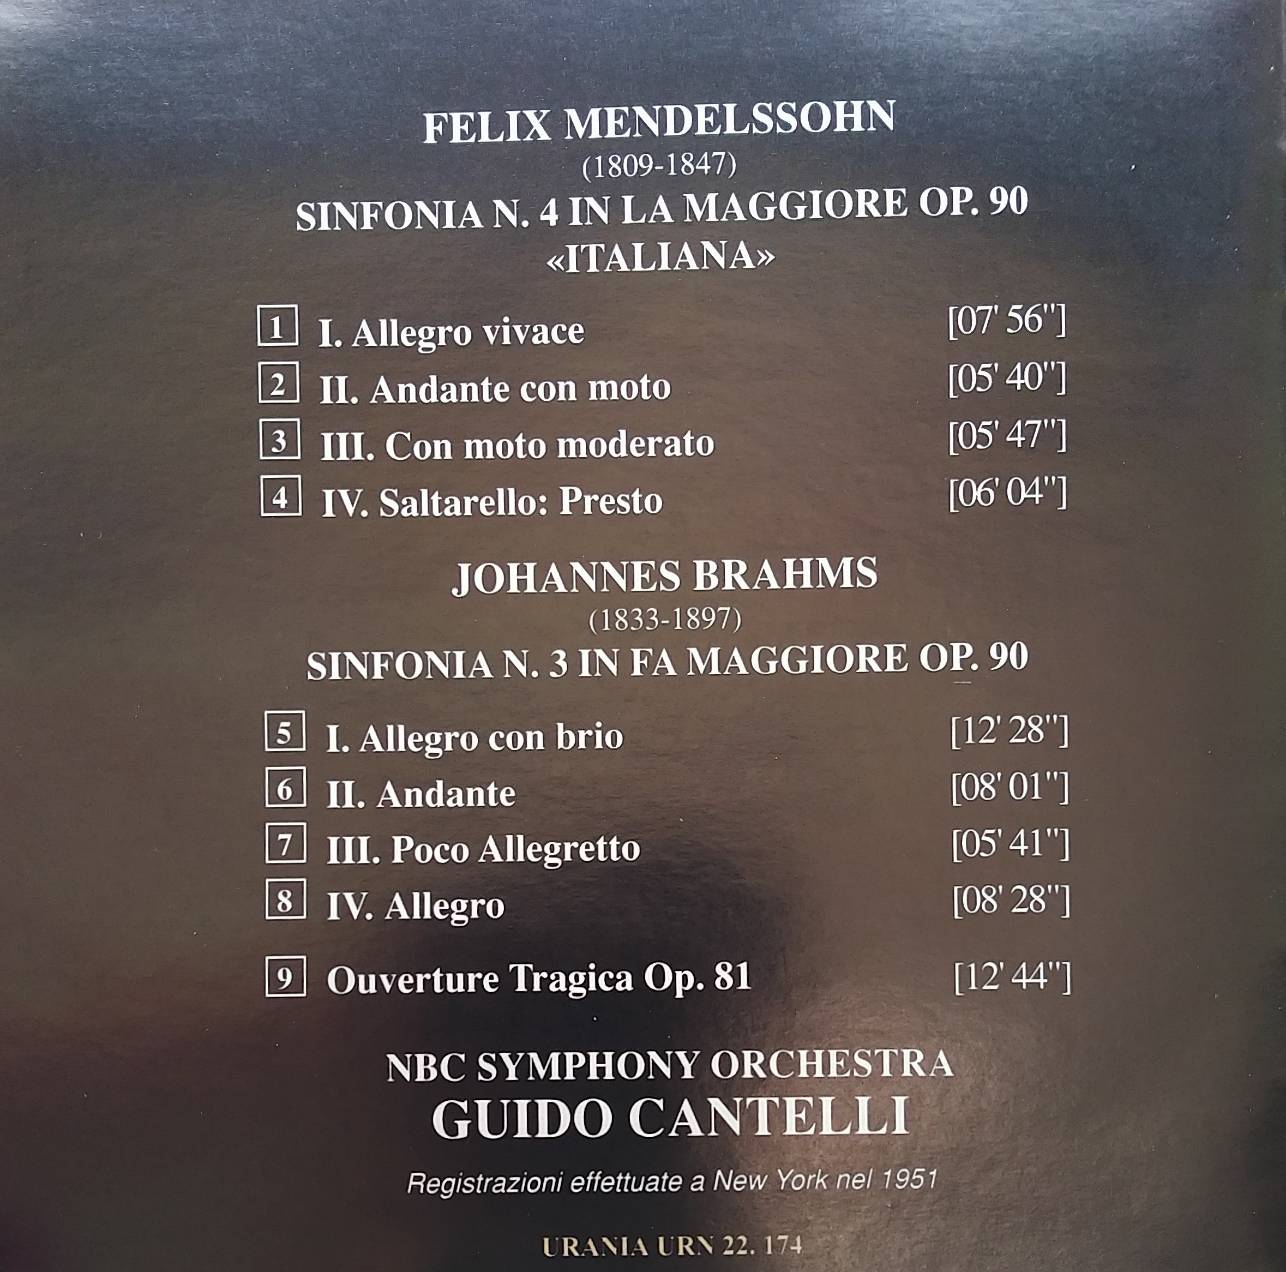 FELIX MENDELSSOHN
(1809-1847)
SINFONIA N. 4 IN LA MAGGIORE OP. 90
«ITALIANA»
1 I. Allegro vivace [07' 56"]
2 II. Andante con moto [05' 40"]
3 III. Con moto moderato [05' 47"]
4 IV. Saltarello: Presto [06' 04"]
JOHANNES BRAHMS
(1833-1897)
SINFONIA N. 3 IN FA MAGGIORE OP. 90
5 I. Allegro con brio [12' 28"]
6 II. Andante [08' 01"]
7 III. Poco Allegretto [05' 41"]
8 IV. Allegro [08' 28"]
9 Ouverture Tragica Op. 81 [12' 44"]
NBC SYMPHONY ORCHESTRA
GUIDO CANTELLI
Registrazioni effettuate a New York nel 1951
URANIA URN 22. 174